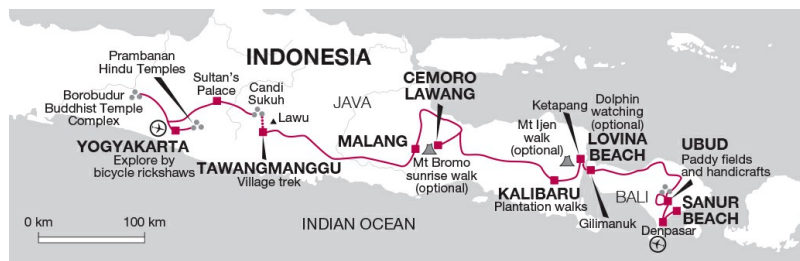 Prambanan
Hindu Temples
Borobudur
Buddhist Temple
Complex
YOGYAKARTA
Explore by
bicycle rickshaws
Sultan's
Palace
INDONESIA
Candi
Sukuh
Lawu
JAVA
TAWANGMANGGU
Village trek
MALANG
CEMORO
LAWANG
Mt Bromo
sunrise walk
(optional)
Ketapang
Mt Ijen
walk
(optional)
Dolphin
watching
(optional)
LOVINA
BEACH
KALIBARU
Plantation walks
Gilimanuk
BALI
UBUD
Paddy fields
and handicrafts
SANUR
BEACH
Denpasar
INDIAN OCEAN
0 km
100 km